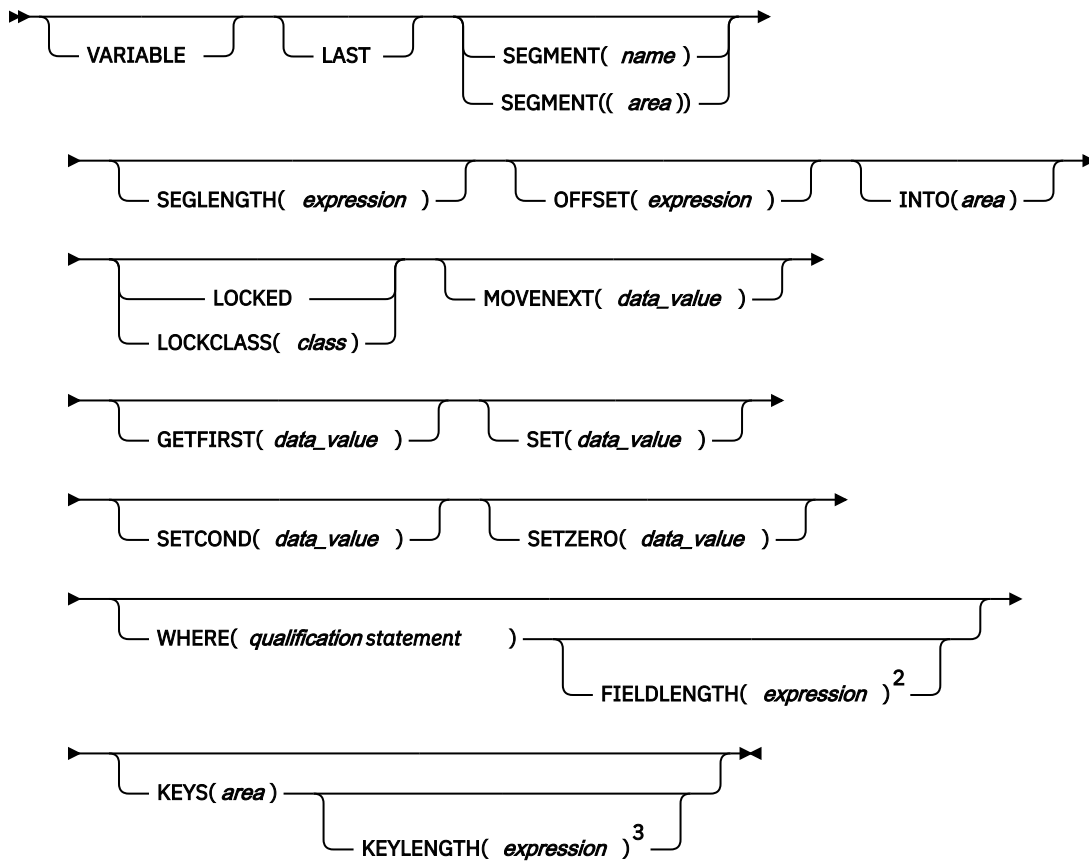 VARIABLE LAST SEGMENT( name )
SEGMENT(( area ))
SEGLENGTH( expression ) OFFSET( expression ) INTO( area )
LOCKED MOVENEXT( data_value )
LOCKCLASS( class )
GETFIRST( data_value ) SET( data_value )
SETCOND( data_value ) SETZERO( data_value )
WHERE( qualification statement )
FIELDLENGTH( expression ) 2
KEYS( area )
KEYLENGTH( expression ) 3